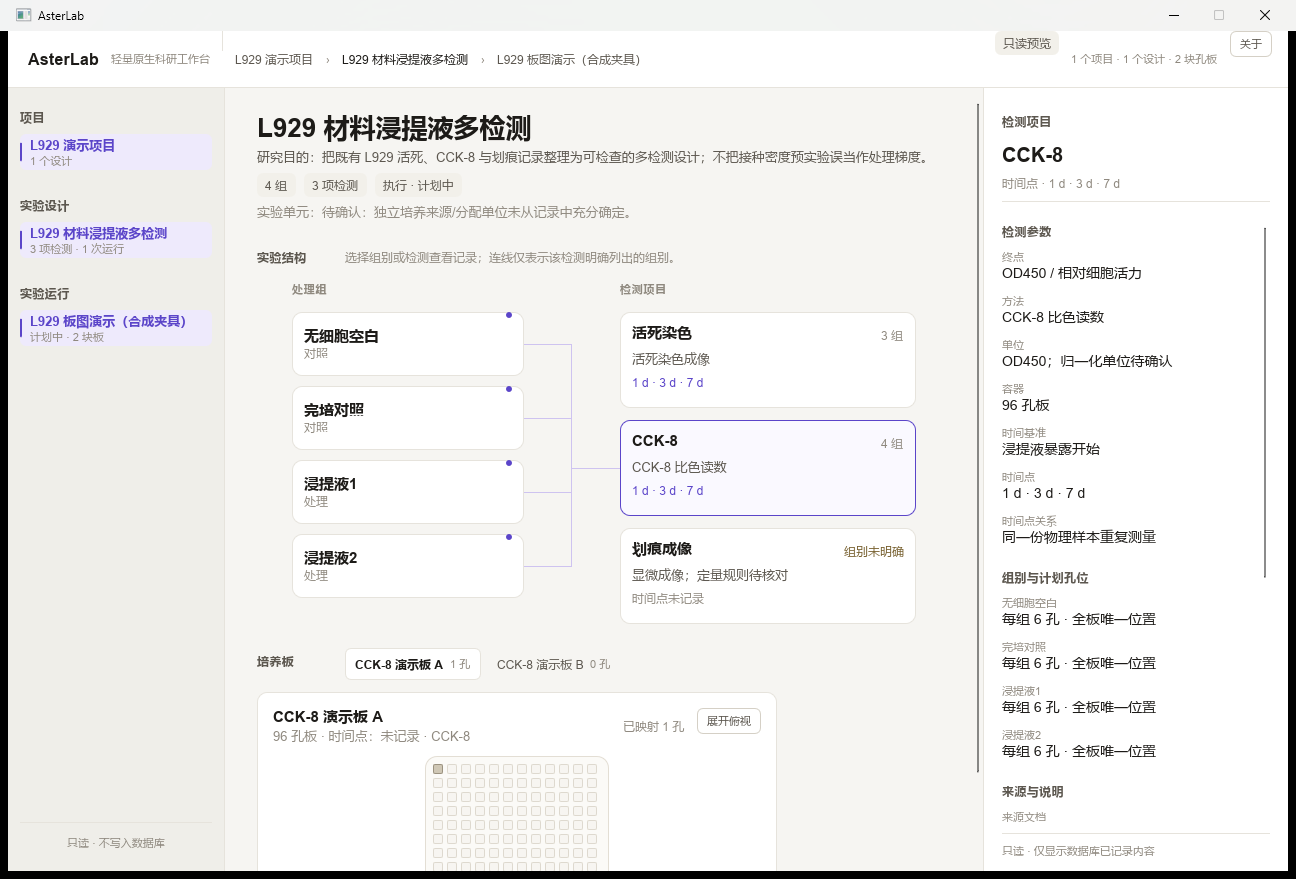 AsterLab
AsterLab 轻量原生科研工作台
L929 演示项目 › L929 材料浸提液多检测 › L929 板图演示（合成夹具）
只读预览
1 个项目 · 1 个设计 · 2 块孔板
关于
项目
L929 演示项目
1 个设计
实验设计
L929 材料浸提液多检测
3 项检测 · 1 次运行
实验运行
L929 板图演示（合成夹具）
计划中 · 2 块板
只迹 · 不写入数据库
L929 材料浸提液多检测
研究目的：把既有 L929 活死、CCK-8 与划痕记录整理为可检查的多检测设计；不把接种密度预实验误当作处理梯度。
4 组 3 项检测 执行 · 计划中
实验单元：待确认：独立培养来源/分配单位未从记录中充分确定。
实验结构 选择组别或检测查看记录；连线仅表示该检测明确列出的组别。
处理组
无细胞空白
对照
完培对照
对照
浸提液1
处理
浸提液2
处理
检测项目
活死染色 3 组
活死染色成像
1 d · 3 d · 7 d
CCK-8 4 组
CCK-8 比色读数
1 d · 3 d · 7 d
划痕成像 组别未明确
显微成像；定量规则待核对
时间点未记录
培养板 CCK-8 演示板 A 1 孔 CCK-8 演示板 B 0 孔
CCK-8 演示板 A
96 孔板 · 时间点：未记录 · CCK-8
已映射 1 孔
展开俯视
检测项目
CCK-8
时间点 · 1 d · 3 d · 7 d
检测参数
终点
OD450 / 相对细胞活力
方法
CCK-8 比色读数
单位
OD450；归一化单位待确认
容器
96 孔板
时间基准
浸提液暴露开始
时间点
1 d · 3 d · 7 d
时间点关系
同一份物理样本重复测量
组别与计划孔位
无细胞空白
每组 6 孔 · 全板唯一位置
完培对照
每组 6 孔 · 全板唯一位置
浸提液1
每组 6 孔 · 全板唯一位置
浸提液2
每组 6 孔 · 全板唯一位置
来源与说明
来源文档
只迹 · 仅显示数据库已记录内容